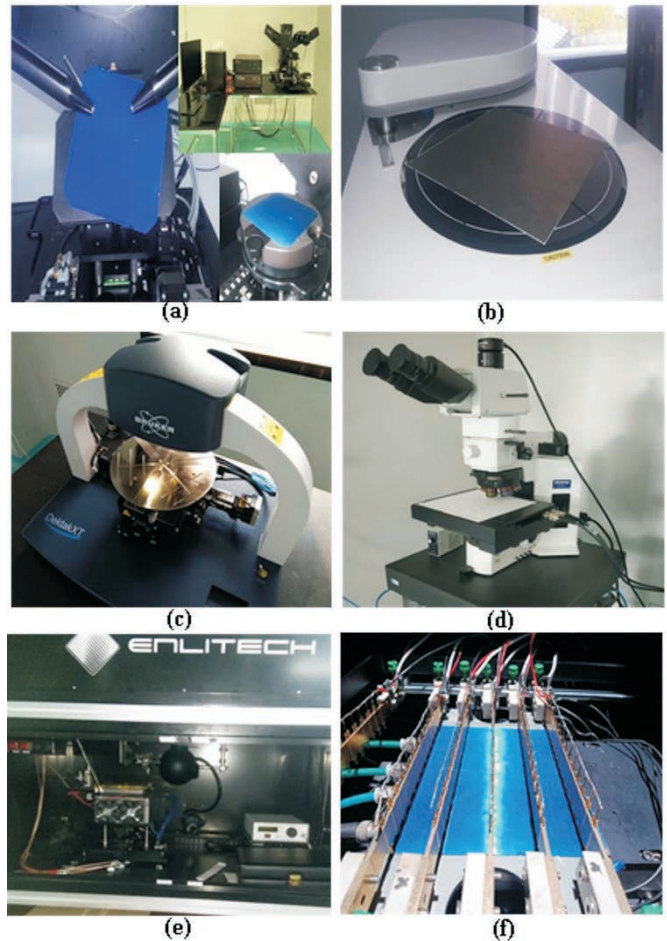 (a)
(b)
CAUTION
BRUKER
DektakXT
(c)
(d)
ENLITECH
(e)
(f)